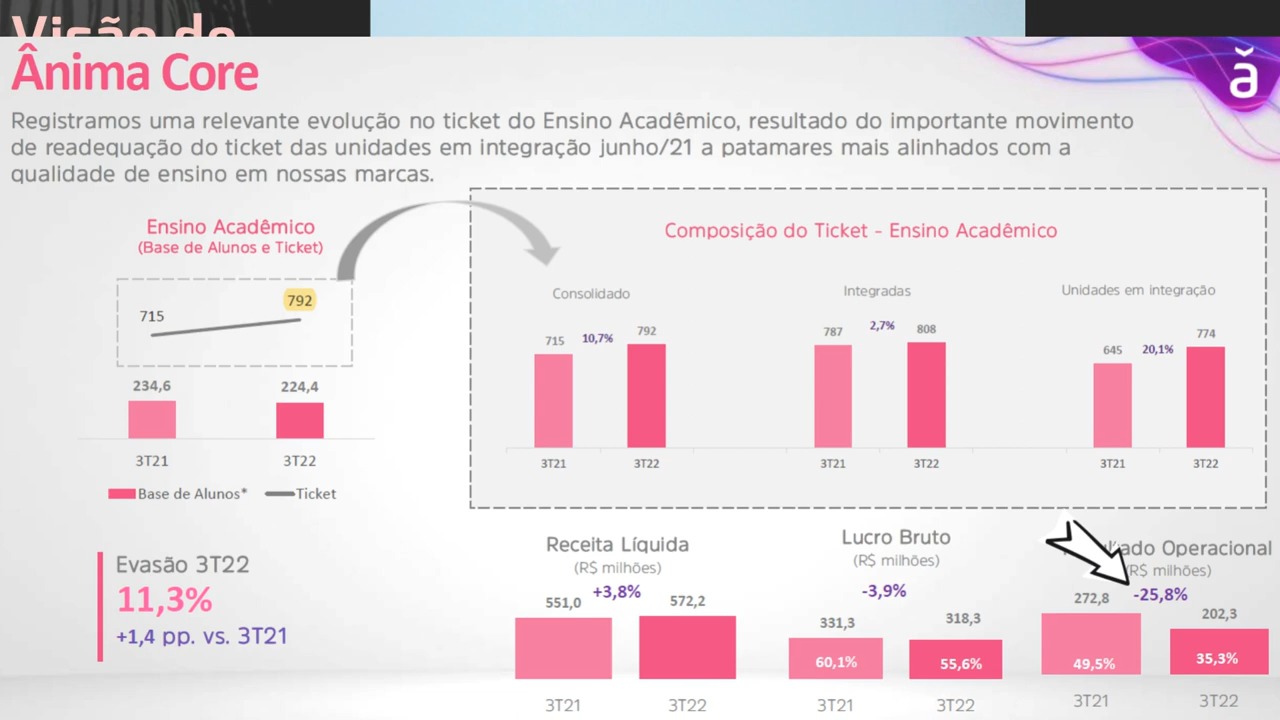 Visão do
Ânima Core
ă
Registramos uma relevante evolução no ticket do Ensino Acadêmico, resultado do importante movimento
de readequação do ticket das unidades em integração junho/21 a patamares mais alinhados com a
qualidade de ensino em nossas marcas.
Ensino Acadêmico
(Base de Alunos e Ticket)
715
792
234,6
224,4
3T21
3T22
Base de Alunos*
Ticket
Composição do Ticket - Ensino Acadêmico
Consolidado
715
10,7%
792
3T21
3T22
Integradas
787
2,7%
808
3T21
3T22
Unidades em integração
645
20,1%
774
3T21
3T22
Evasão 3T22
11,3%
+1,4 pp. vs. 3T21
Receita Líquida
(R$ milhões)
+3,8%
551,0
572,2
3T21
3T22
Lucro Bruto
(R$ milhões)
-3,9%
331,3
318,3
60,1%
55,6%
3T21
3T22
Operacional
(R$ milhões)
-25,8%
272,8
202,3
49,5%
35,3%
3T21
3T22